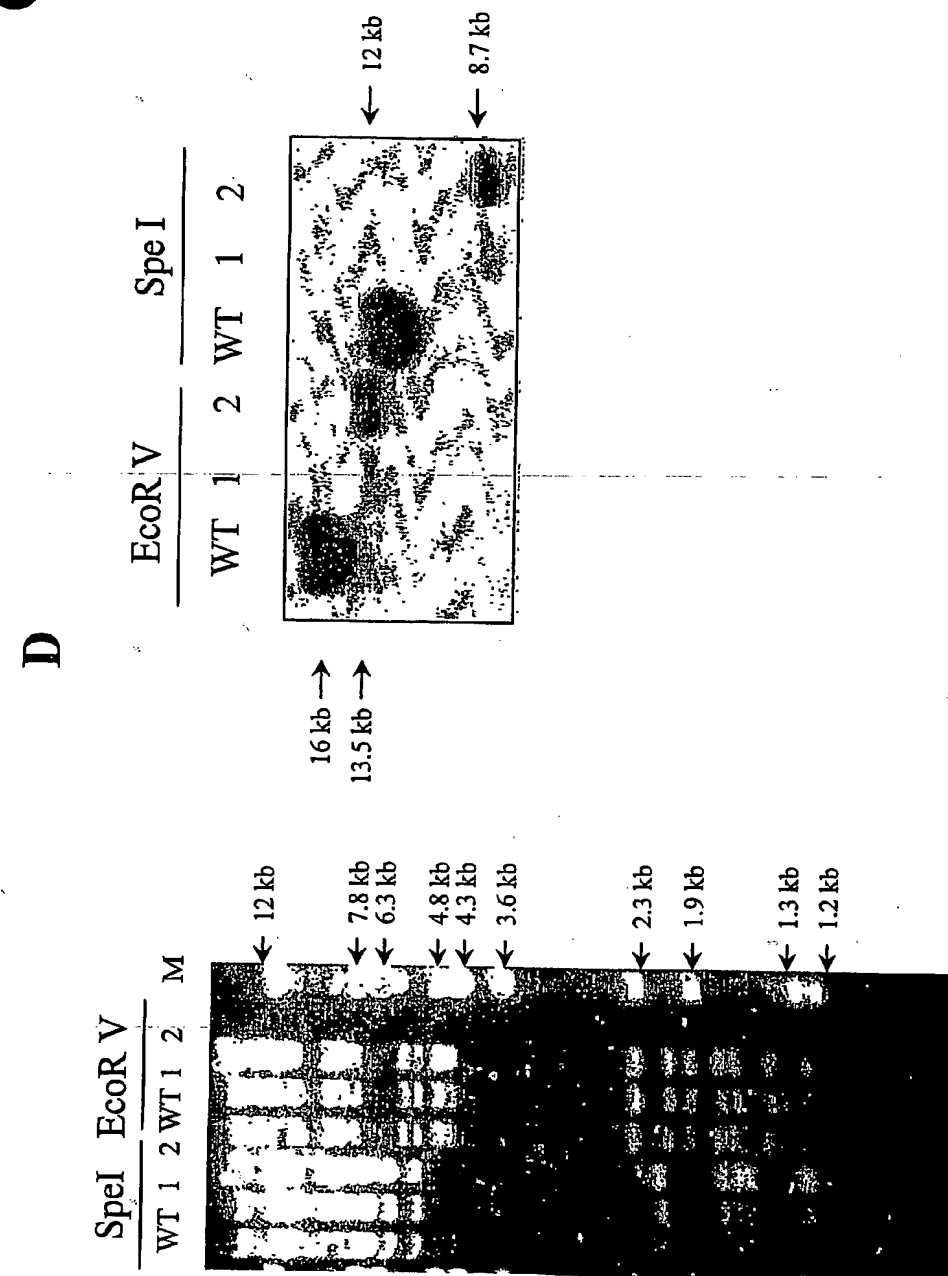 D
EcoR V Spe I
WT 1 2 WT 1 2
16 kb
13.5 kb
12 kb
8.7 kb
SpeI EcoR V
WT 1 2 WT 1 2 M
12 kb
7.8 kb
6.3 kb
4.8 kb
4.3 kb
3.6 kb
2.3 kb
1.9 kb
1.3 kb
1.2 kb